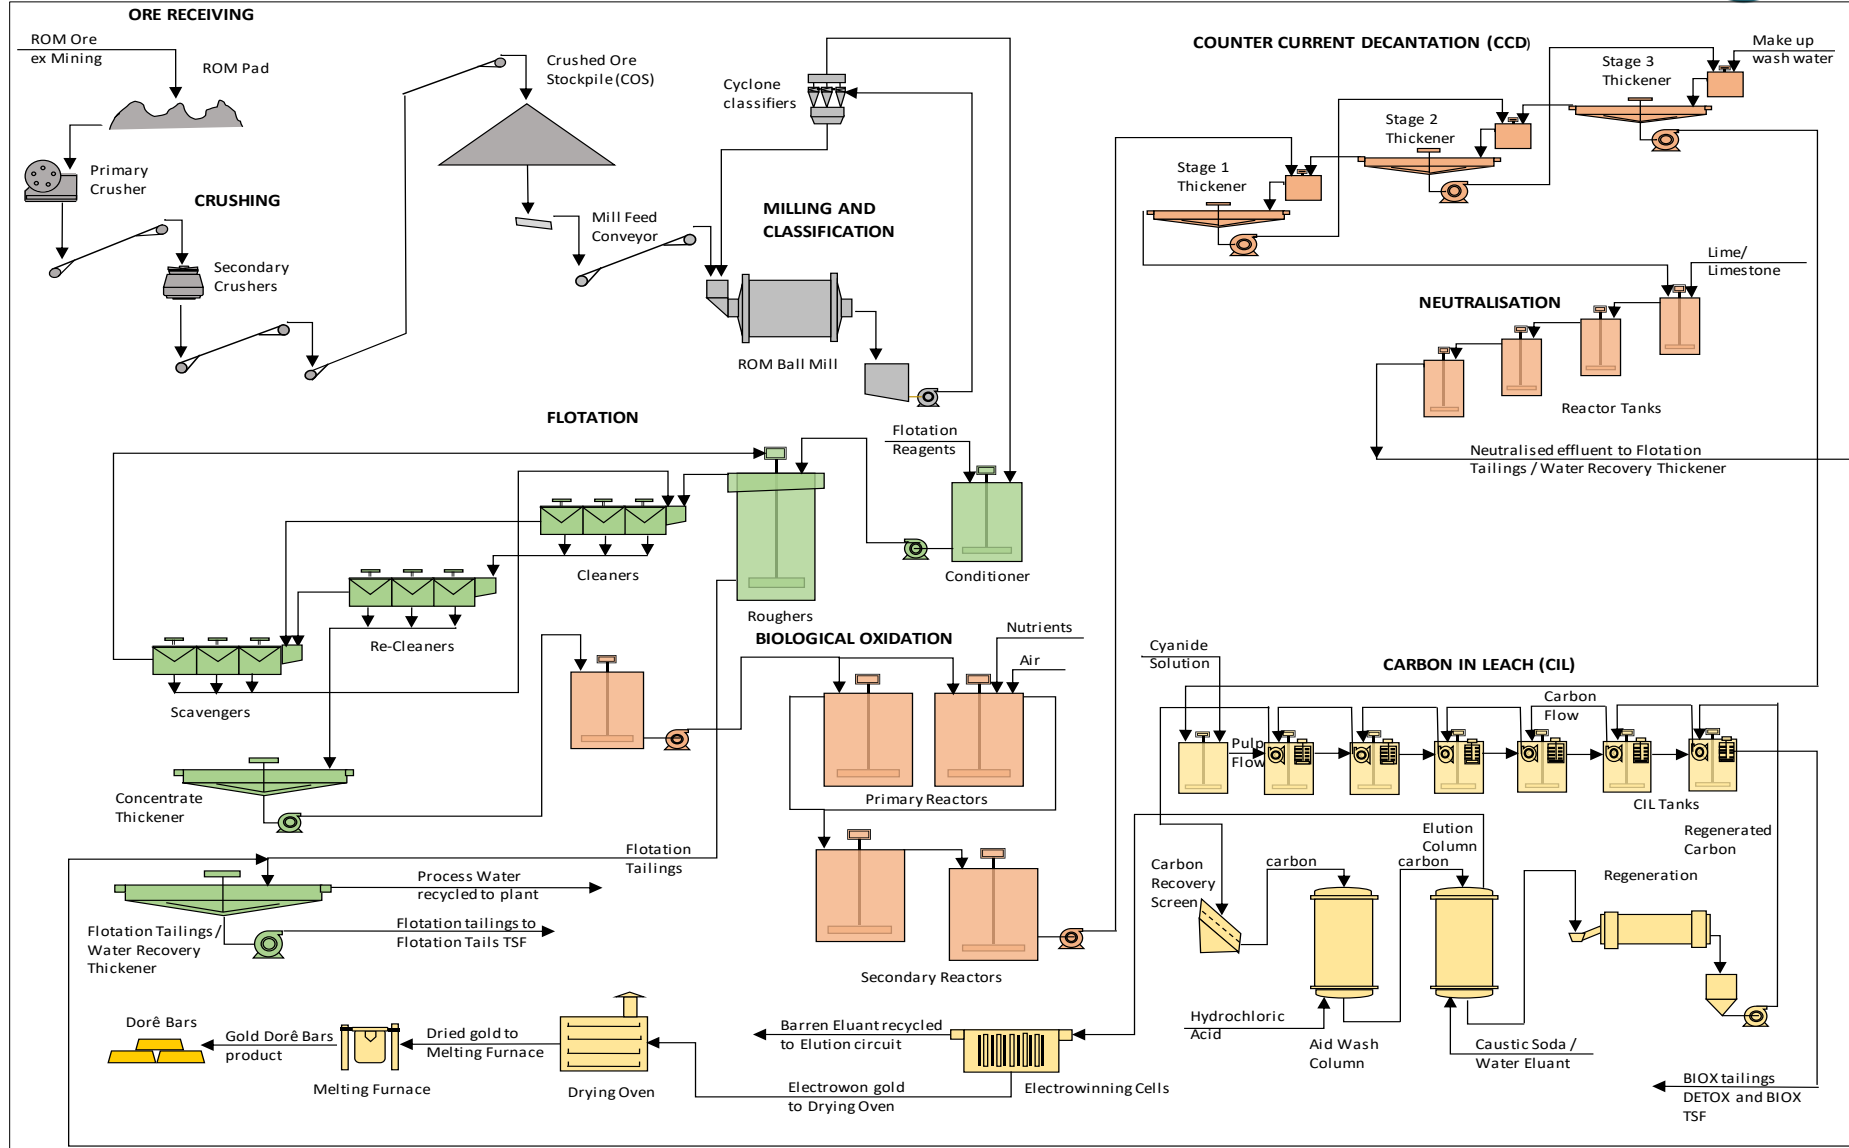 ORE RECEIVING
ROM Ore
ex Mining
ROM Pad
Primary
Crusher
CRUSHING
Secondary
Crushers
Crushed Ore
Stockpile (COS)
Mill Feed
Conveyor
Cyclone
classifiers
MILLING AND
CLASSIFICATION
ROM Ball Mill
COUNTER CURRENT DECANTATION (CCD)
Make up
wash water
Stage 3
Thickener
Stage 2
Thickener
Stage 1
Thickener
Lime/
Limestone
NEUTRALISATION
Reactor Tanks
Neutralised effluent to Flotation
Tailings / Water Recovery Thickener
FLOTATION
Flotation
Reagents
Conditioner
Roughers
Cleaners
Re-Cleaners
Scavengers
Concentrate
Thickener
BIOLOGICAL OXIDATION
Nutrients
Air
Primary Reactors
Secondary Reactors
Flotation
Tailings
Process Water
recycled to plant
Flotation tailings to
Flotation Tails TSF
Flotation Tailings /
Water Recovery
Thickener
Cyanide
Solution
CARBON IN LEACH (CIL)
Carbon
Flow
Pulp
Flow
CIL Tanks
Elution
Column
Regenerated
Carbon
Carbon
Recovery
Screen
carbon
carbon
Regeneration
Hydrochloric
Acid
Aid Wash
Column
Caustic Soda /
Water Eluant
BIOX tailings
DETOX and BIOX
TSF
Barren Eluant recycled
to Elution circuit
Electrowinning Cells
Electrowon gold
to Drying Oven
Drying Oven
Dried gold to
Melting Furnace
Melting Furnace
Gold Dorê Bars
product
Dorê Bars